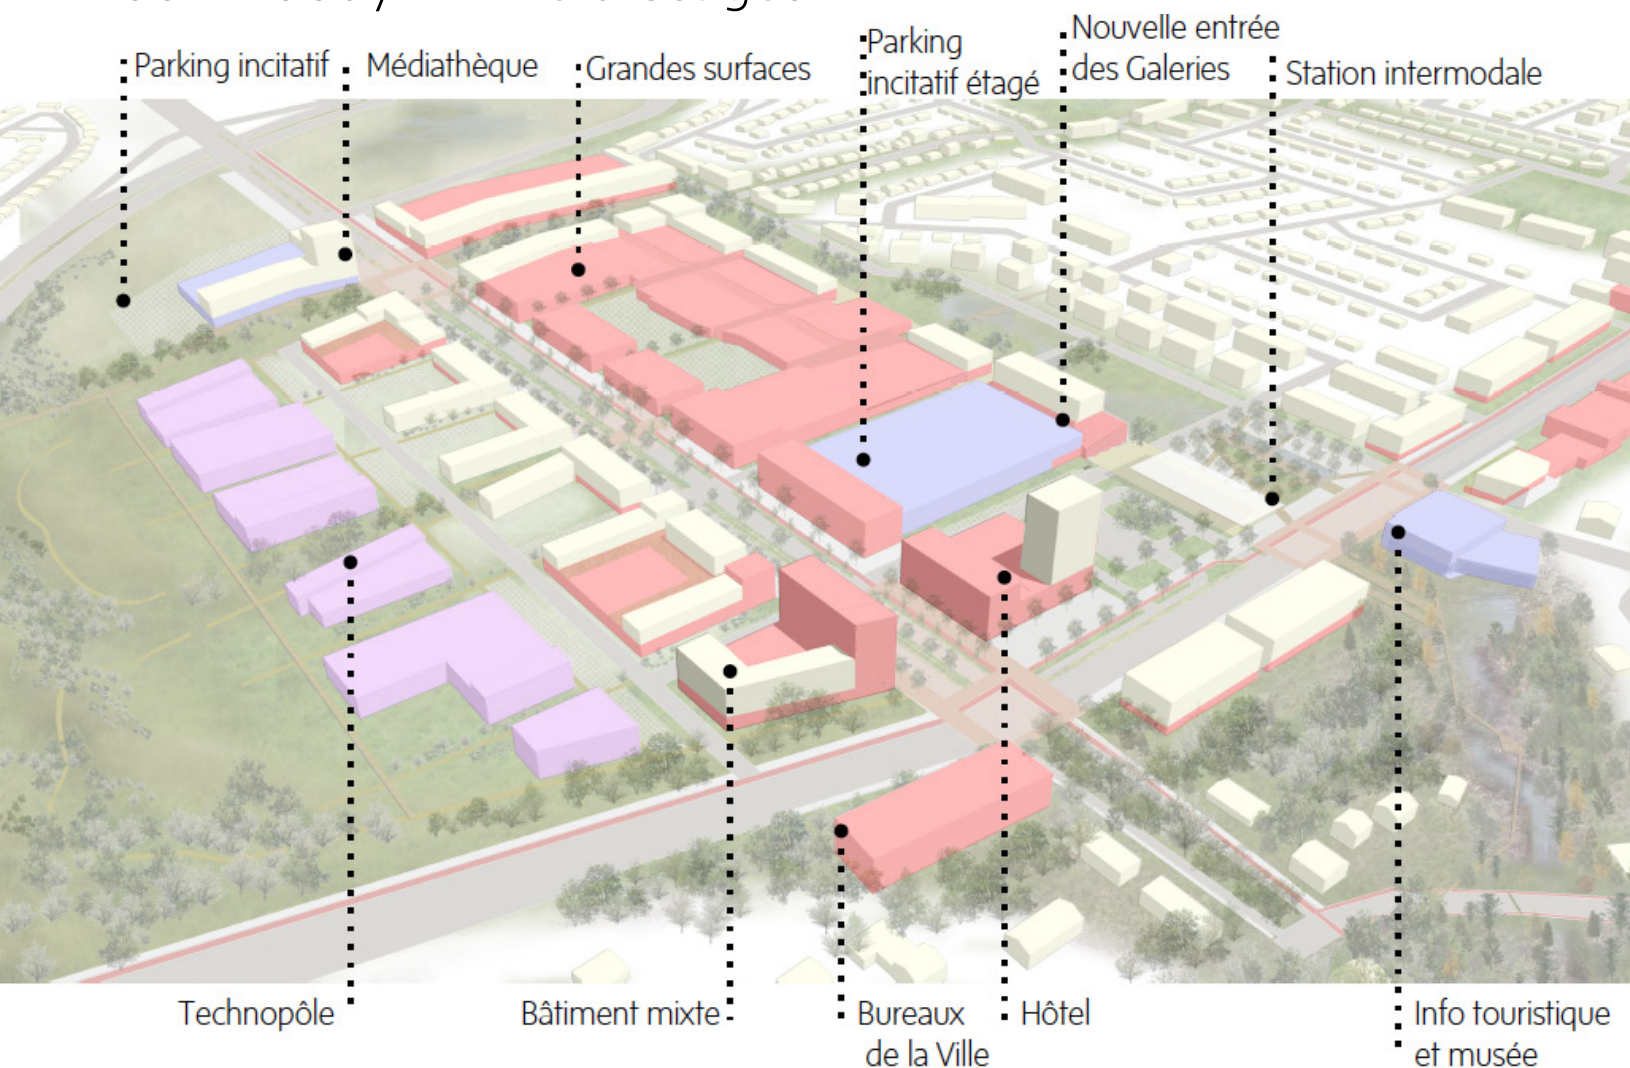 Parking incitatif
Médiathèque
Grandes surfaces
Parking
incitatif étagé
Nouvelle entrée
des Galeries
Station intermodale
Technopôle
Bâtiment mixte
Bureaux
de la Ville
Hôtel
Info touristique
et musée